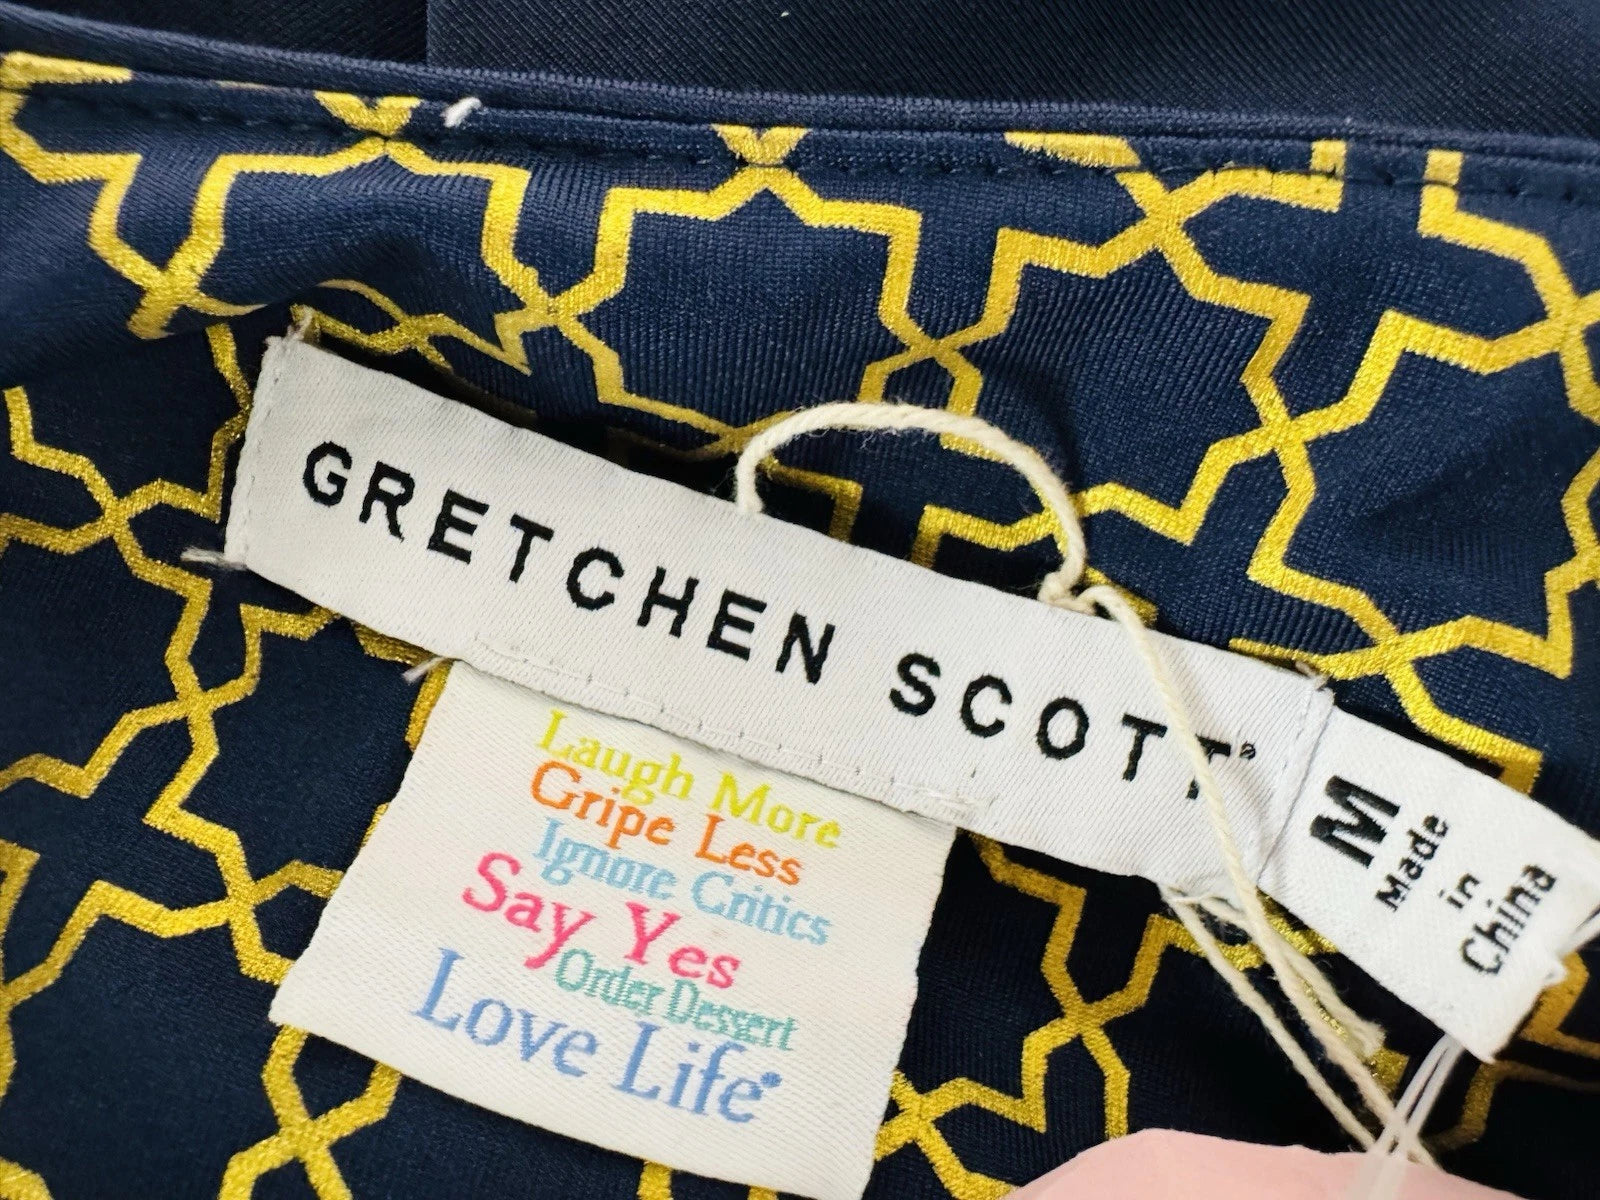 GRETCHEN SCOTT®
M
Made
in
China
Laugh More
Gripe Less
Ignore Critics
Say Yes
Order Dessert
Love Life®